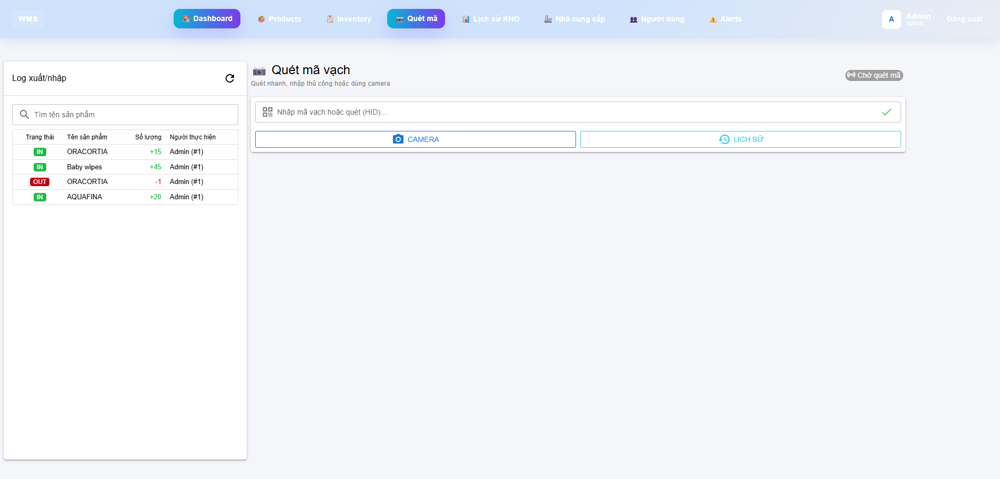 WMS
Dashboard
Products
Inventory
Quét mã
Lịch sử KHO
Nhà cung cấp
Người dùng
Alerts
A
Admin
admin
Đăng xuất
Log xuất/nhập
Tìm tên sản phẩm
Trạng thái Tên sản phẩm Số lượng Người thực hiện
IN ORACORTIA +15 Admin (#1)
IN Baby wipes +45 Admin (#1)
OUT ORACORTIA -1 Admin (#1)
IN AQUAFINA +20 Admin (#1)
Quét mã vạch
Quét nhanh, nhập thủ công hoặc dùng camera
Chờ quét mã
Nhập mã vạch hoặc quét (HID)...
CAMERA
LỊCH SỬ